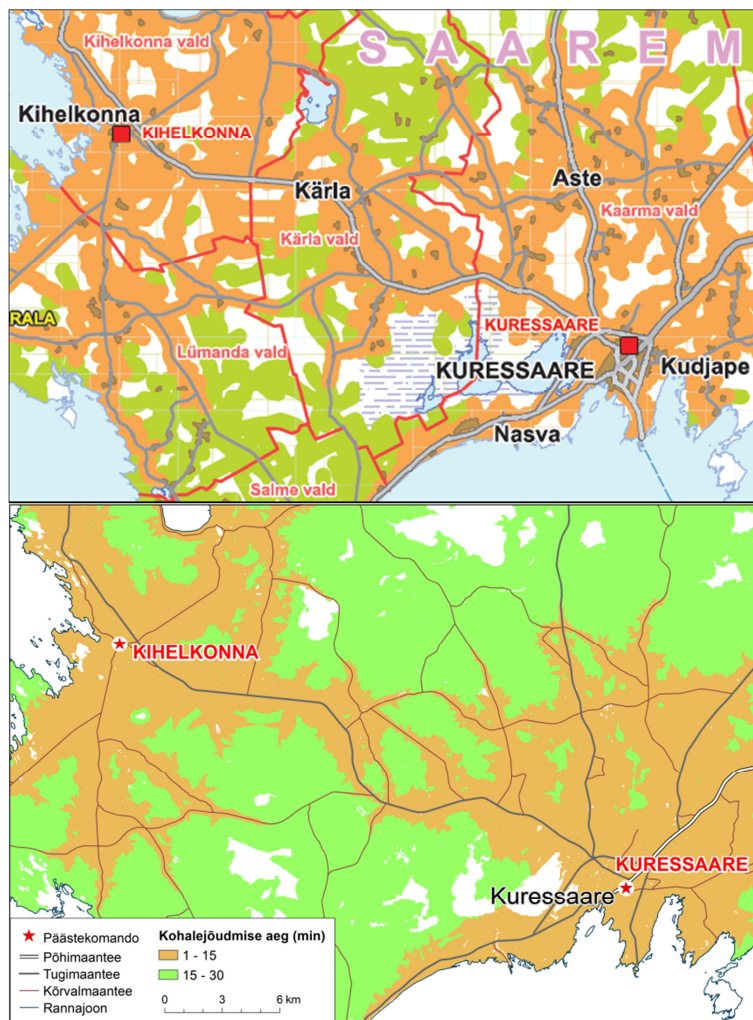 Kihelkonna vald
SAAREM
Kihelkonna
KIHELKONNA
Aste
Kärla
Kaarma vald
Kärla vald
RALA
KURESSAARE
Lümanda vald
KURESSAARE
Kudjape
Nasva
Salme vald
KIHELKONNA
KURESSAARE
Kuressaare
Päästekomando
Põhimaantee
Tugimaantee
Kõrvalmaantee
Rannajoon
Kohalejõudmise aeg (min)
1 - 15
15 - 30
0 3 6 km